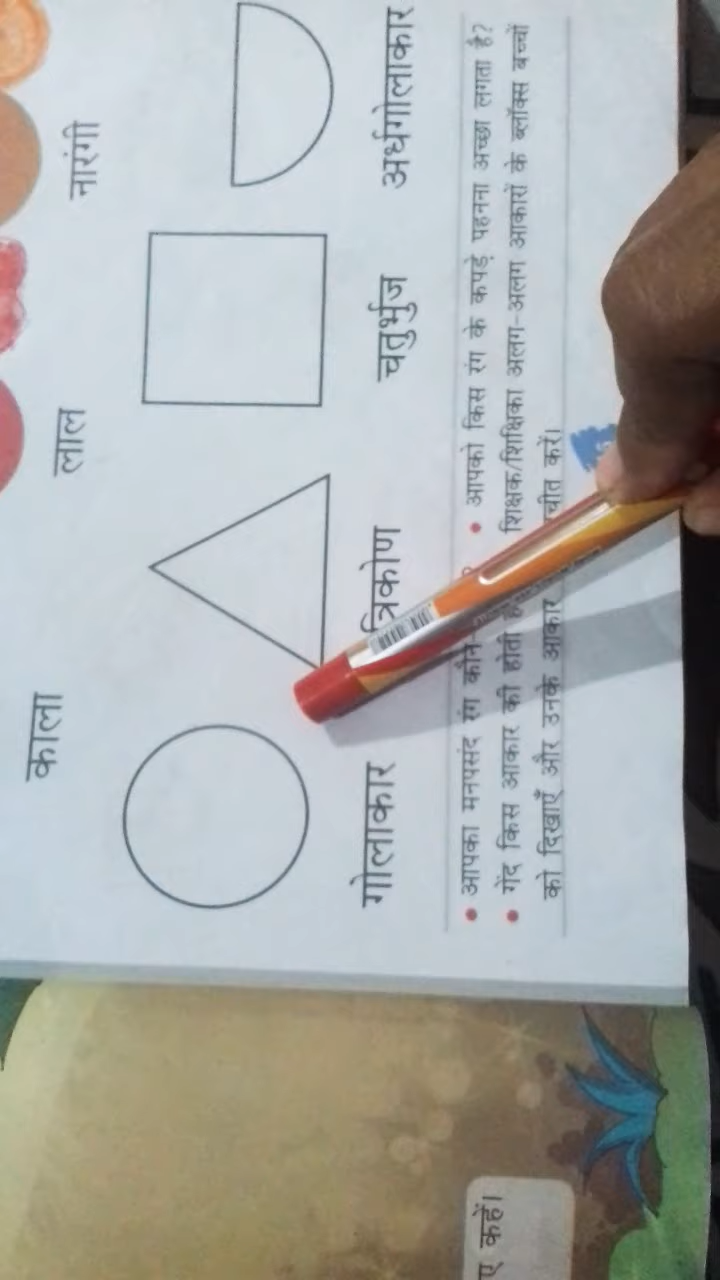 काला
लाल
नारंगी
गोलाकार
त्रिकोण
चतुर्भुज
अर्धगोलाकार
• आपका मनपसंद रंग कौन- • आपको किस रंग के कपड़े पहनना अच्छा लगता है?
• गेंद किस आकार की होती शिक्षक/शिक्षिका अलग-अलग आकारों के ब्लॉक्स बच्चों
को दिखाएँ और उनके आकार चीत करें।
ए कहें।